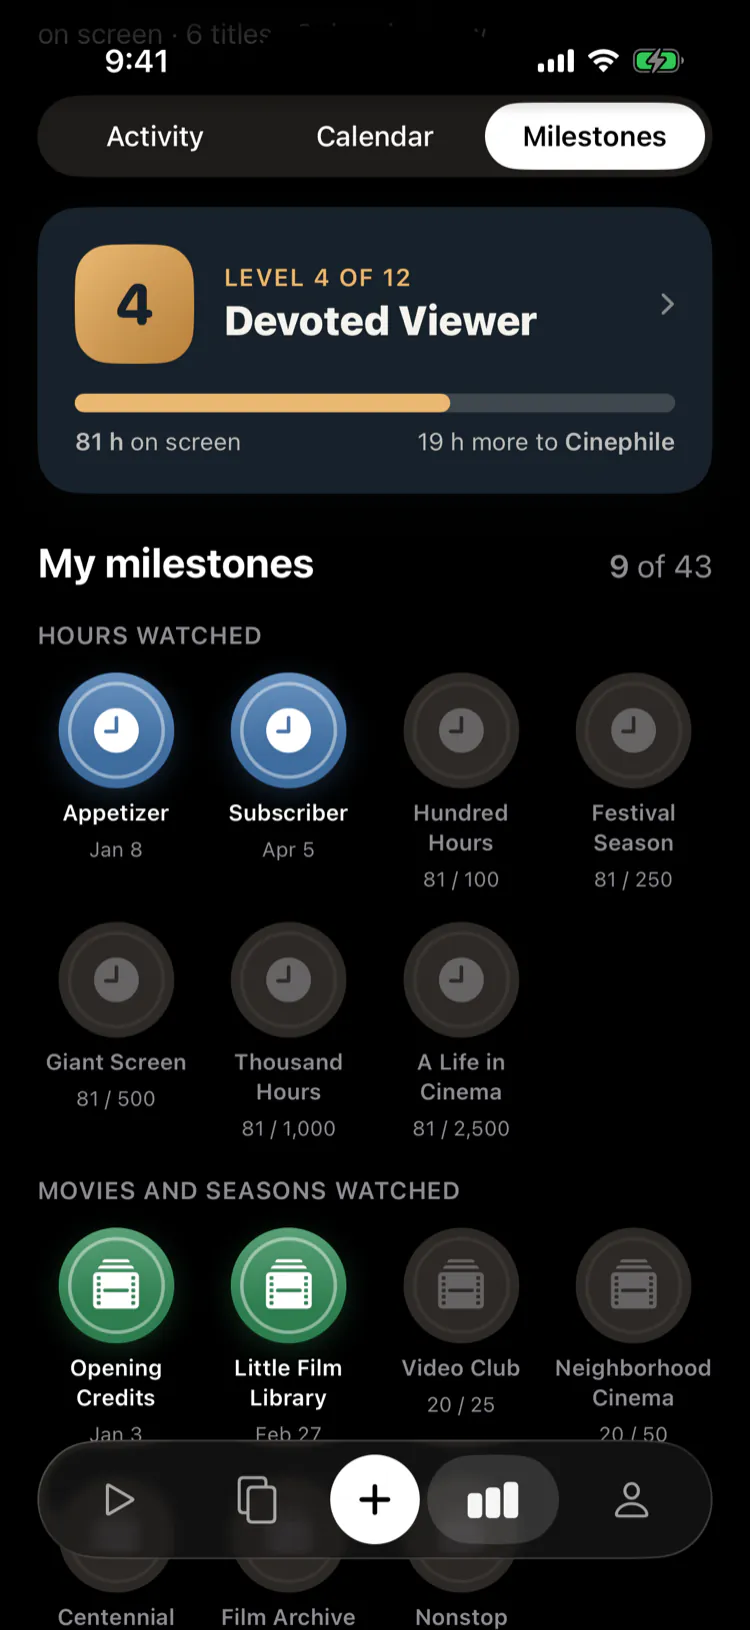 on screen · 6 titles
9:41
Activity
Calendar
Milestones
4
LEVEL 4 OF 12
Devoted Viewer
81 h on screen
19 h more to Cinephile
My milestones
9 of 43
HOURS WATCHED
Appetizer
Jan 8
Subscriber
Apr 5
Hundred
Hours
81 / 100
Festival
Season
81 / 250
Giant Screen
81 / 500
Thousand
Hours
81 / 1,000
A Life in
Cinema
81 / 2,500
MOVIES AND SEASONS WATCHED
Opening
Credits
Jan 3
Little Film
Library
Feb 27
Video Club
20 / 25
Neighborhood
Cinema
20 / 50
Centennial
Film Archive
Nonstop